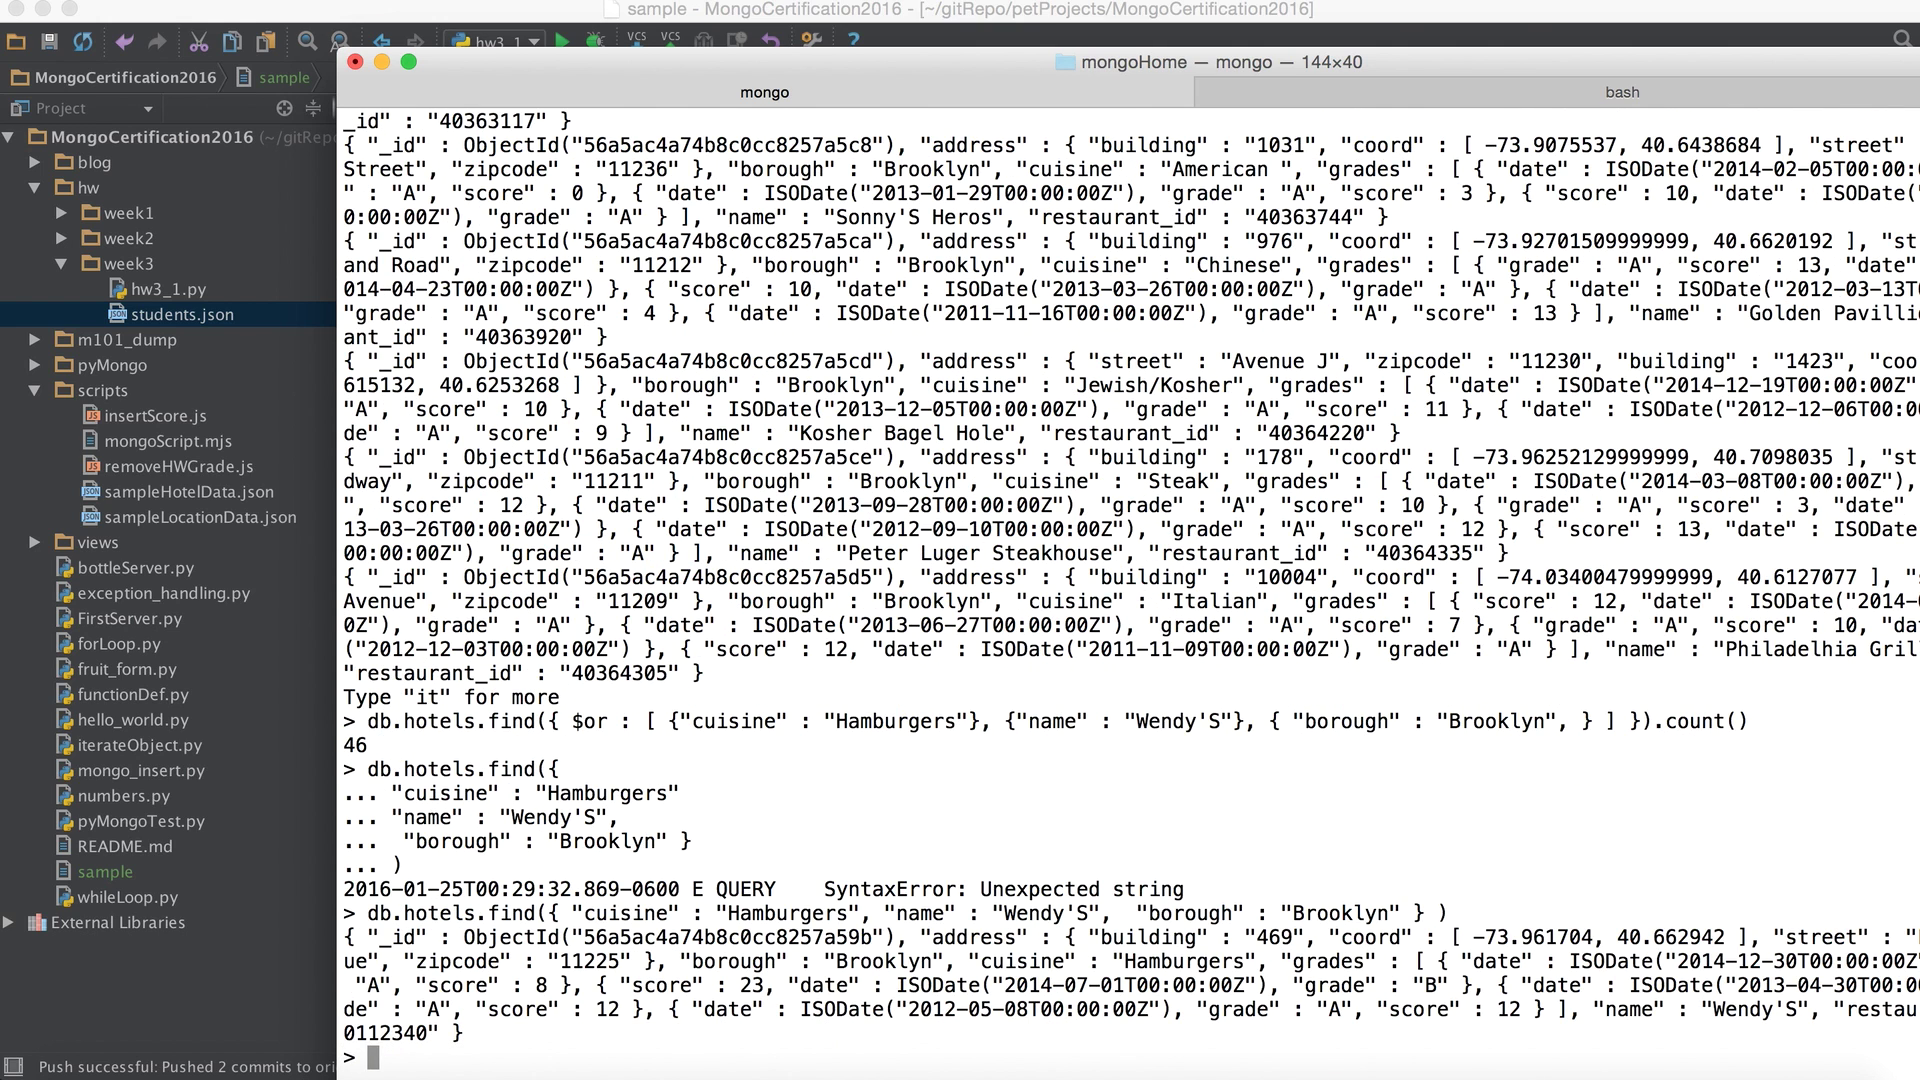 sample - MongoCertification2016 - [~/gitRepo/petProjects/MongoCertification2016]
hw3_1
VCS VCS
?
MongoCertification2016
sample
mongoHome — mongo — 144×40
mongo
bash
Project
MongoCertification2016 (~/gitRepo
blog
hw
week1
week2
week3
hw3_1.py
students.json
m101_dump
pyMongo
scripts
insertScore.js
mongoScript.mjs
removeHWGrade.js
sampleHotelData.json
sampleLocationData.json
views
bottleServer.py
exception_handling.py
FirstServer.py
forLoop.py
fruit_form.py
functionDef.py
hello_world.py
iterateObject.py
mongo_insert.py
numbers.py
pyMongoTest.py
README.md
sample
whileLoop.py
External Libraries
Push successful: Pushed 2 commits to ori
_id" : "40363117" }
{ "_id" : ObjectId("56a5ac4a74b8c0cc8257a5c8"), "address" : { "building" : "1031", "coord" : [ -73.9075537, 40.6438684 ], "street" 
Street", "zipcode" : "11236" }, "borough" : "Brooklyn", "cuisine" : "American ", "grades" : [ { "date" : ISODate("2014-02-05T00:00:0
" : "A", "score" : 0 }, { "date" : ISODate("2013-01-29T00:00:00Z"), "grade" : "A", "score" : 3 }, { "score" : 10, "date" : ISODate("
0:00:00Z"), "grade" : "A" } ], "name" : "Sonny'S Heros", "restaurant_id" : "40363744" }
{ "_id" : ObjectId("56a5ac4a74b8c0cc8257a5ca"), "address" : { "building" : "976", "coord" : [ -73.92701509999999, 40.6620192 ], "st
and Road", "zipcode" : "11212" }, "borough" : "Brooklyn", "cuisine" : "Chinese", "grades" : [ { "grade" : "A", "score" : 13, "date"
014-04-23T00:00:00Z") }, { "score" : 10, "date" : ISODate("2013-03-26T00:00:00Z"), "grade" : "A" }, { "date" : ISODate("2012-03-13T0
"grade" : "A", "score" : 4 }, { "date" : ISODate("2011-11-16T00:00:00Z"), "grade" : "A", "score" : 13 } ], "name" : "Golden Pavillio
ant_id" : "40363920" }
{ "_id" : ObjectId("56a5ac4a74b8c0cc8257a5cd"), "address" : { "street" : "Avenue J", "zipcode" : "11230", "building" : "1423", "coo
615132, 40.6253268 ] }, "borough" : "Brooklyn", "cuisine" : "Jewish/Kosher", "grades" : [ { "date" : ISODate("2014-12-19T00:00:00Z"
"A", "score" : 10 }, { "date" : ISODate("2013-12-05T00:00:00Z"), "grade" : "A", "score" : 11 }, { "date" : ISODate("2012-12-06T00:00
de" : "A", "score" : 9 } ], "name" : "Kosher Bagel Hole", "restaurant_id" : "40364220" }
{ "_id" : ObjectId("56a5ac4a74b8c0cc8257a5ce"), "address" : { "building" : "178", "coord" : [ -73.96252129999999, 40.7098035 ], "st
dway", "zipcode" : "11211" }, "borough" : "Brooklyn", "cuisine" : "Steak", "grades" : [ { "date" : ISODate("2014-03-08T00:00:00Z"),
", "score" : 12 }, { "date" : ISODate("2013-09-28T00:00:00Z"), "grade" : "A", "score" : 10 }, { "grade" : "A", "score" : 3, "date" 
13-03-26T00:00:00Z") }, { "date" : ISODate("2012-09-10T00:00:00Z"), "grade" : "A", "score" : 12 }, { "score" : 13, "date" : ISODate
00:00:00Z"), "grade" : "A" } ], "name" : "Peter Luger Steakhouse", "restaurant_id" : "40364335" }
{ "_id" : ObjectId("56a5ac4a74b8c0cc8257a5d5"), "address" : { "building" : "10004", "coord" : [ -74.03400479999999, 40.6127077 ], "s
Avenue", "zipcode" : "11209" }, "borough" : "Brooklyn", "cuisine" : "Italian", "grades" : [ { "score" : 12, "date" : ISODate("2014-
0Z"), "grade" : "A" }, { "date" : ISODate("2013-06-27T00:00:00Z"), "grade" : "A", "score" : 7 }, { "grade" : "A", "score" : 10, "dat
("2012-12-03T00:00:00Z") }, { "score" : 12, "date" : ISODate("2011-11-09T00:00:00Z"), "grade" : "A" } ], "name" : "Philadelhia Gril
"restaurant_id" : "40364305" }
Type "it" for more
> db.hotels.find({ $or : [ {"cuisine" : "Hamburgers"}, {"name" : "Wendy'S"}, { "borough" : "Brooklyn", } ] }).count()
46
> db.hotels.find({
... "cuisine" : "Hamburgers"
... "name" : "Wendy'S",
...  "borough" : "Brooklyn" }
... )
2016-01-25T00:29:32.869-0600 E QUERY    SyntaxError: Unexpected string
> db.hotels.find({ "cuisine" : "Hamburgers", "name" : "Wendy'S",  "borough" : "Brooklyn" } )
{ "_id" : ObjectId("56a5ac4a74b8c0cc8257a59b"), "address" : { "building" : "469", "coord" : [ -73.961704, 40.662942 ], "street" : "
ue", "zipcode" : "11225" }, "borough" : "Brooklyn", "cuisine" : "Hamburgers", "grades" : [ { "date" : ISODate("2014-12-30T00:00:00Z"
"A", "score" : 8 }, { "score" : 23, "date" : ISODate("2014-07-01T00:00:00Z"), "grade" : "B" }, { "date" : ISODate("2013-04-30T00:00:
de" : "A", "score" : 12 }, { "date" : ISODate("2012-05-08T00:00:00Z"), "grade" : "A", "score" : 12 } ], "name" : "Wendy'S", "restau
0112340" }
>